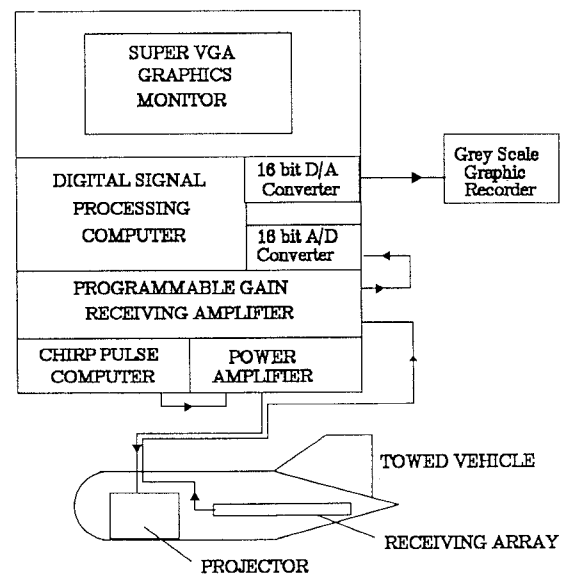 SUPER VGA
GRAPHICS
MONITOR
DIGITAL SIGNAL
PROCESSING
COMPUTER
16 bit D/A
Converter
Grey Scale
Graphic
Recorder
16 bit A/D
Converter
PROGRAMMABLE GAIN
RECEIVING AMPLIFIER
CHIRP PULSE
COMPUTER
POWER
AMPLIFIER
TOWED VEHICLE
RECEIVING ARRAY
PROJECTOR